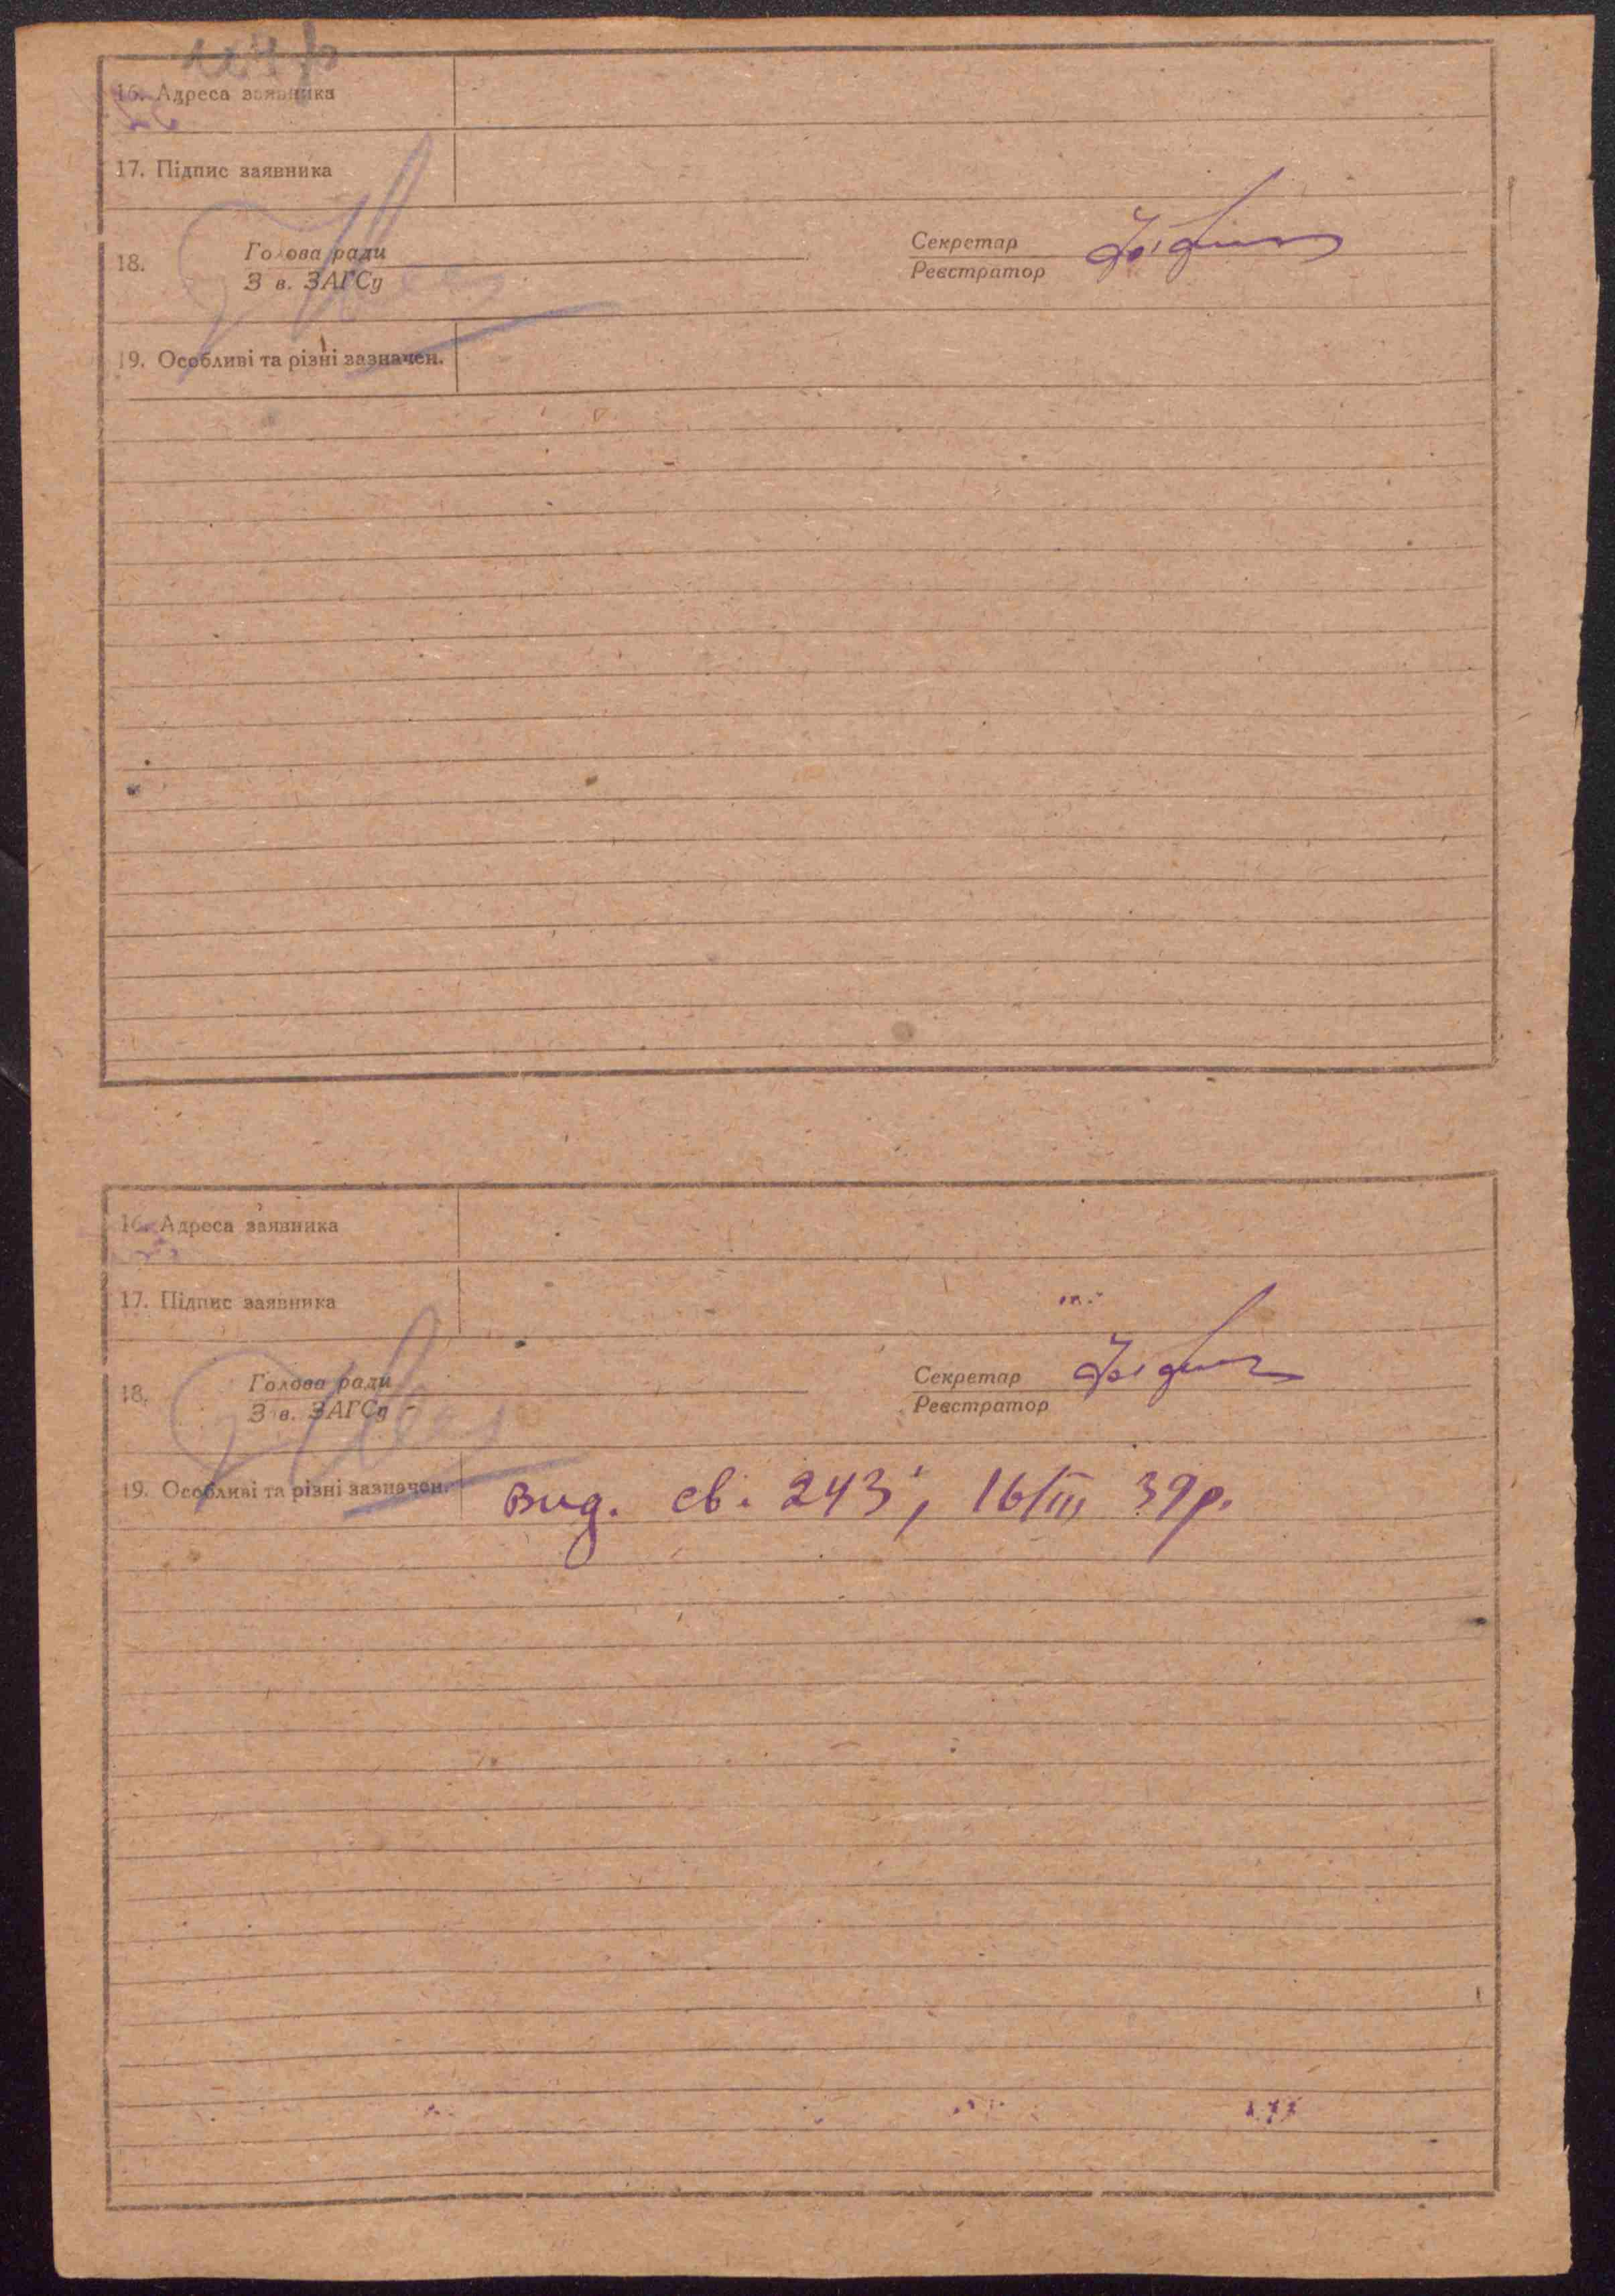 16. Адреса заявника
17. Підпис заявника
18. Голова ради
З в. ЗАГСу
Секретар
Реєстратор
19. Особливі та різні зазначен.
16. Адреса заявника
17. Підпис заявника
18. Голова ради
З в. ЗАГСу
Секретар
Реєстратор
19. Особливі та різні зазначен. Вид. св. 243, 16/III 39р.